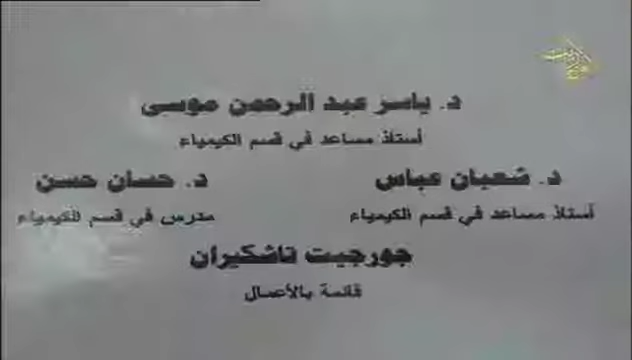 د. ياسر عبد الرحمن موسى
أستاذ مساعد في قسم الكيمياء
د. شعبان عباس
أستاذ مساعد في قسم الكيمياء
د. حسان حسن
مدرس في قسم الكيمياء
جورجيت تاشكيران
قائمة بالأعمال